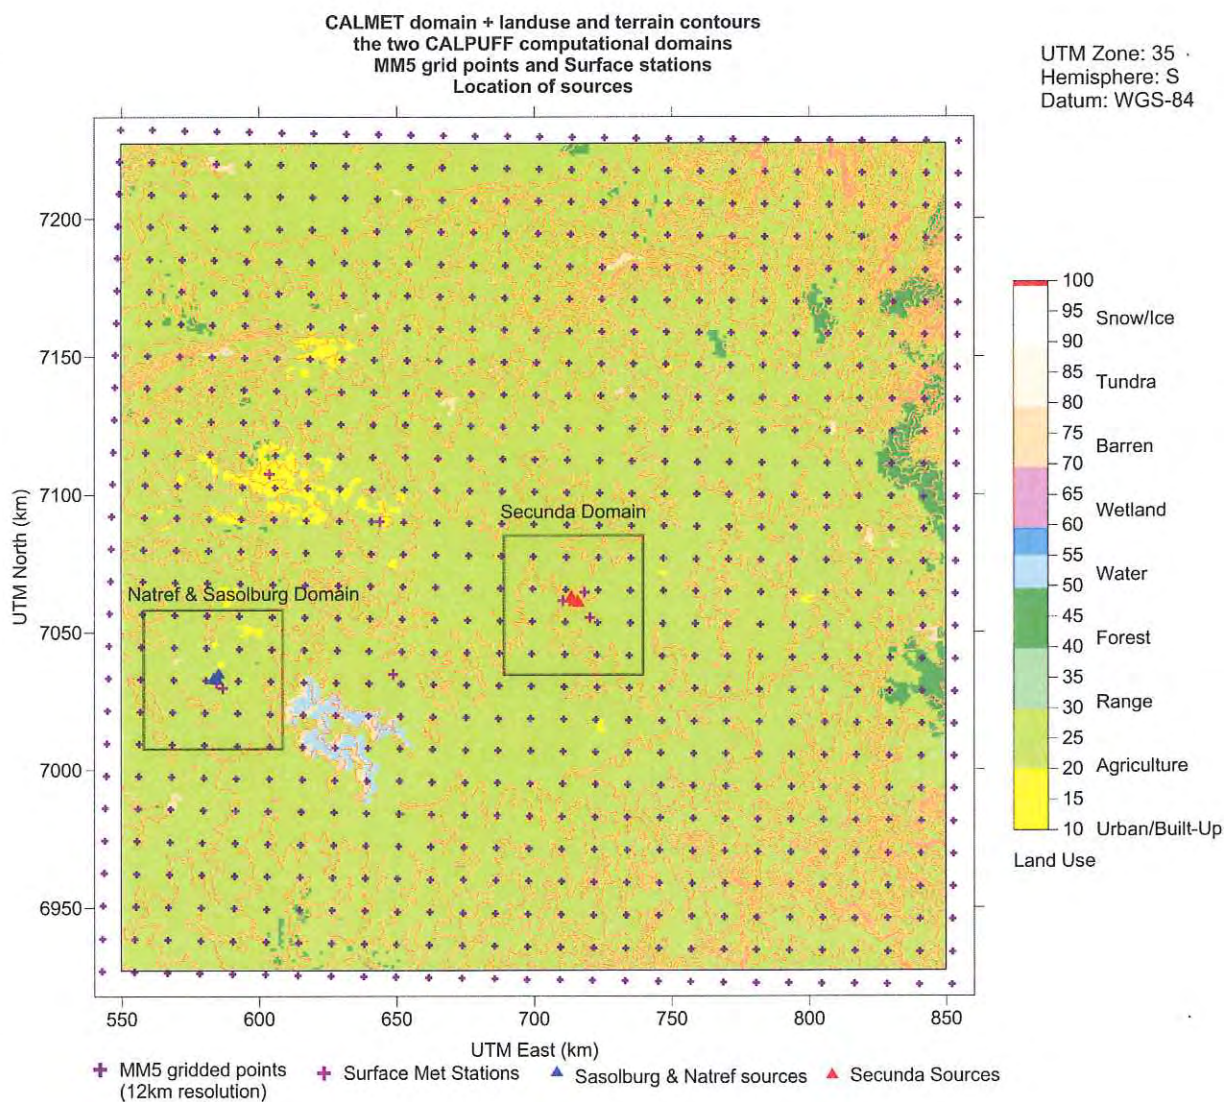 CALMET domain + landuse and terrain contours
the two CALPUFF computational domains
MM5 grid points and Surface stations
Location of sources
UTM Zone: 35
Hemisphere: S
Datum: WGS-84
7200
7150
7100
7050
7000
6950
UTM North (km)
Secunda Domain
Natref & Sasolburg Domain
550
600
650
700
750
800
850
UTM East (km)
100
95
90
85
80
75
70
65
60
55
50
45
40
35
30
25
20
15
10
Snow/Ice
Tundra
Barren
Wetland
Water
Forest
Range
Agriculture
Urban/Built-Up
Land Use
MM5 gridded points
(12km resolution)
Surface Met Stations
Sasolburg & Natref sources
Secunda Sources